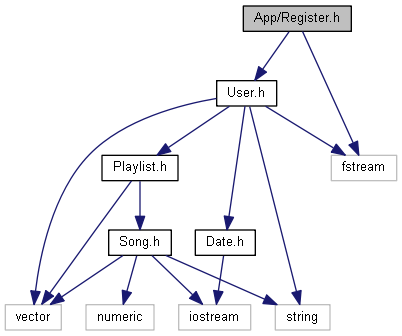 App/Register.h
User.h
Playlist.h
fstream
Song.h
Date.h
vector
numeric
iostream
string